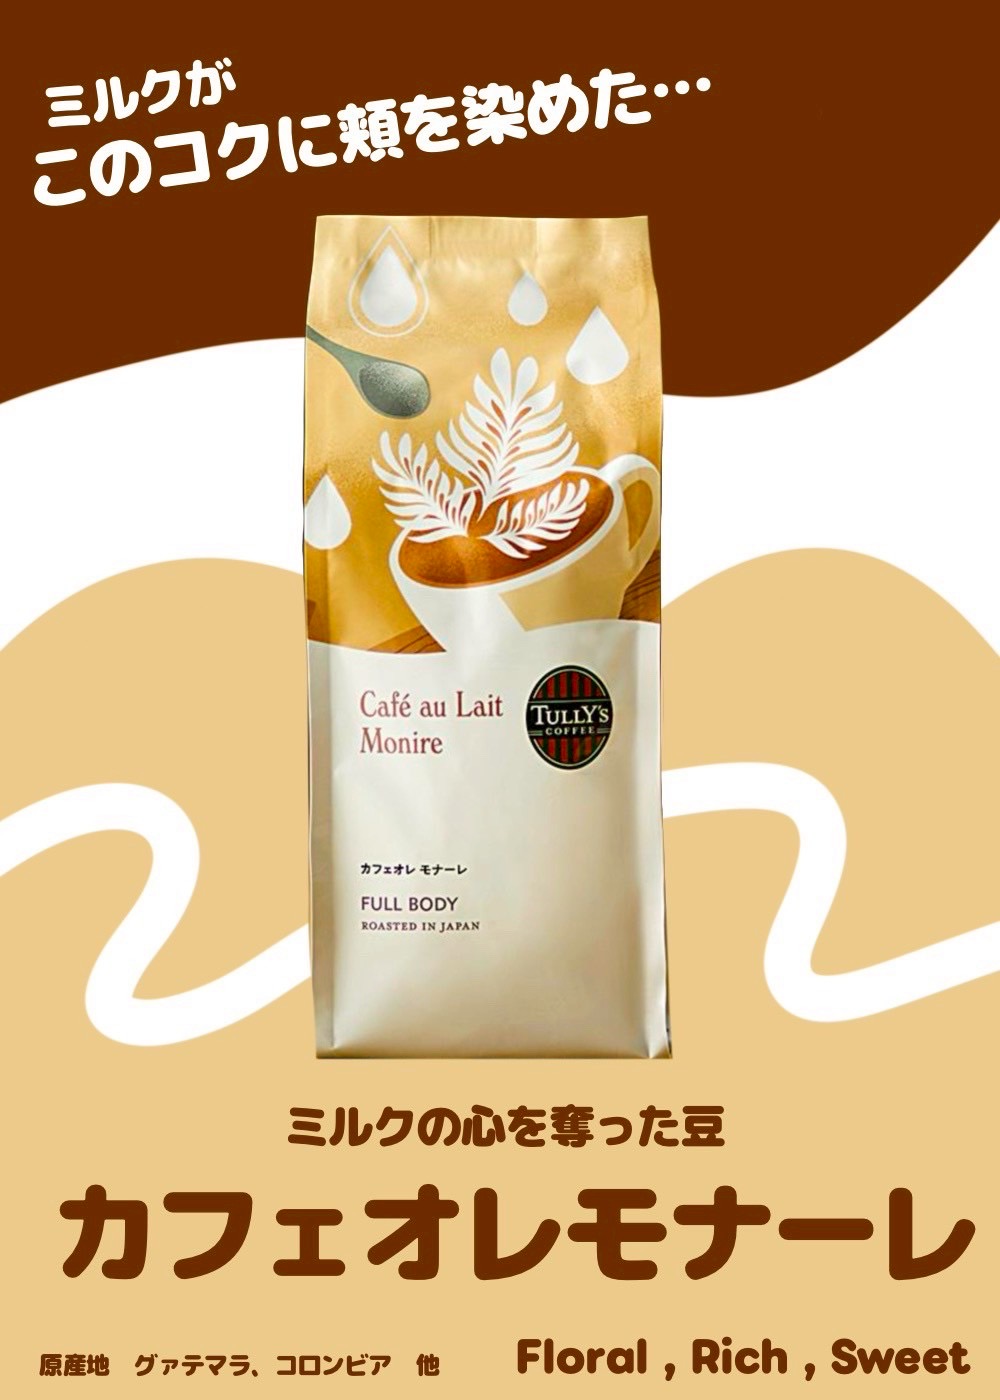 ミルクが
このコクに頬を染めた…
Café au Lait
Monire
TULLY'S
COFFEE
カフェオレ モナーレ
FULL BODY
ROASTED IN JAPAN
ミルクの心を奪った豆
カフェオレモナーレ
原産地　グァテマラ、コロンビア　他
Floral , Rich , Sweet